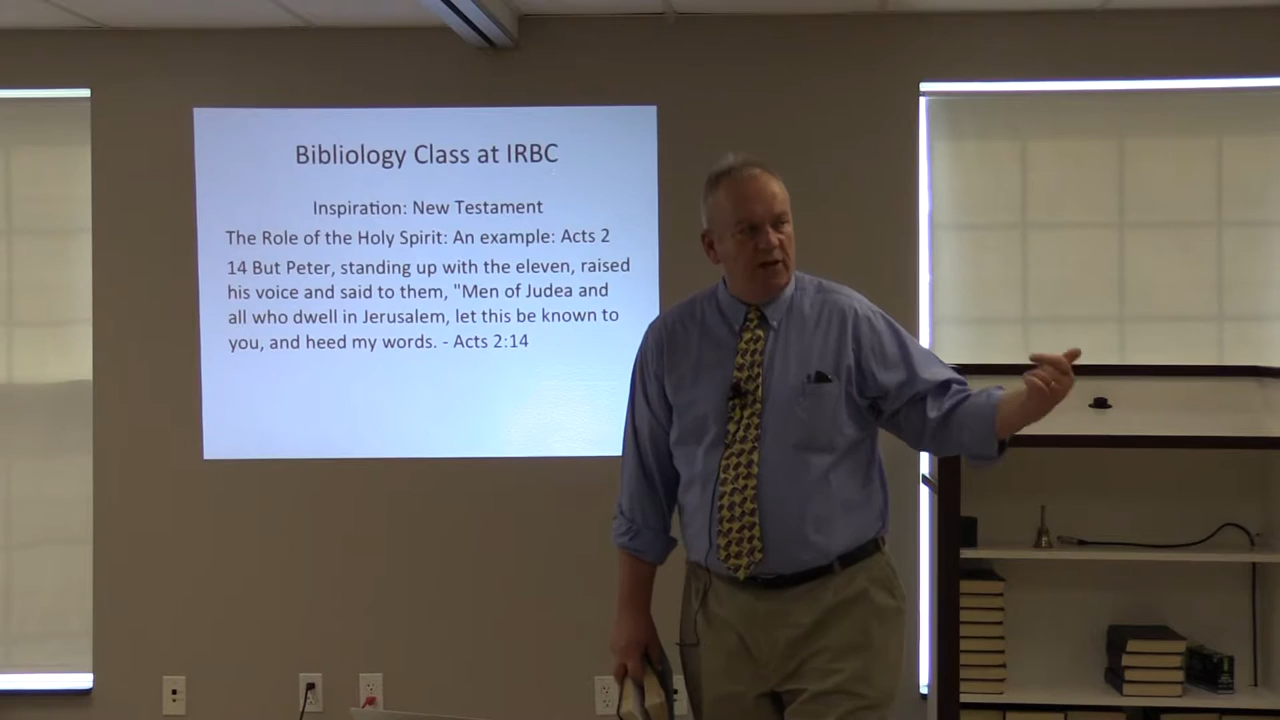 Bibliology Class at IRBC
Inspiration: New Testament
The Role of the Holy Spirit: An example: Acts 2
14 But Peter, standing up with the eleven, raised
his voice and said to them, "Men of Judea and
all who dwell in Jerusalem, let this be known to
you, and heed my words. - Acts 2:14